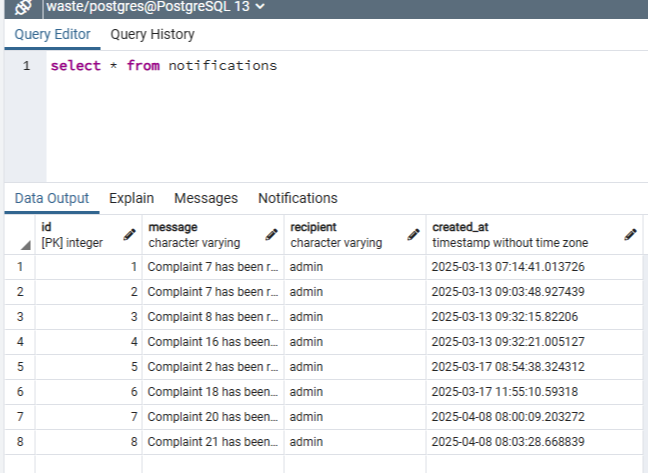 waste/postgres@PostgreSQL 13
Query Editor Query History
1 select * from notifications
Data Output Explain Messages Notifications
id message recipient created_at
[PK] integer character varying character varying timestamp without time zone
1 1 Complaint 7 has been r... admin 2025-03-13 07:14:41.013726
2 2 Complaint 7 has been r... admin 2025-03-13 09:03:48.927439
3 3 Complaint 8 has been r... admin 2025-03-13 09:32:15.82206
4 4 Complaint 16 has been... admin 2025-03-13 09:32:21.005127
5 5 Complaint 2 has been r... admin 2025-03-17 08:54:38.324312
6 6 Complaint 18 has been... admin 2025-03-17 11:55:10.59318
7 7 Complaint 20 has been... admin 2025-04-08 08:00:09.203272
8 8 Complaint 21 has been... admin 2025-04-08 08:03:28.668839